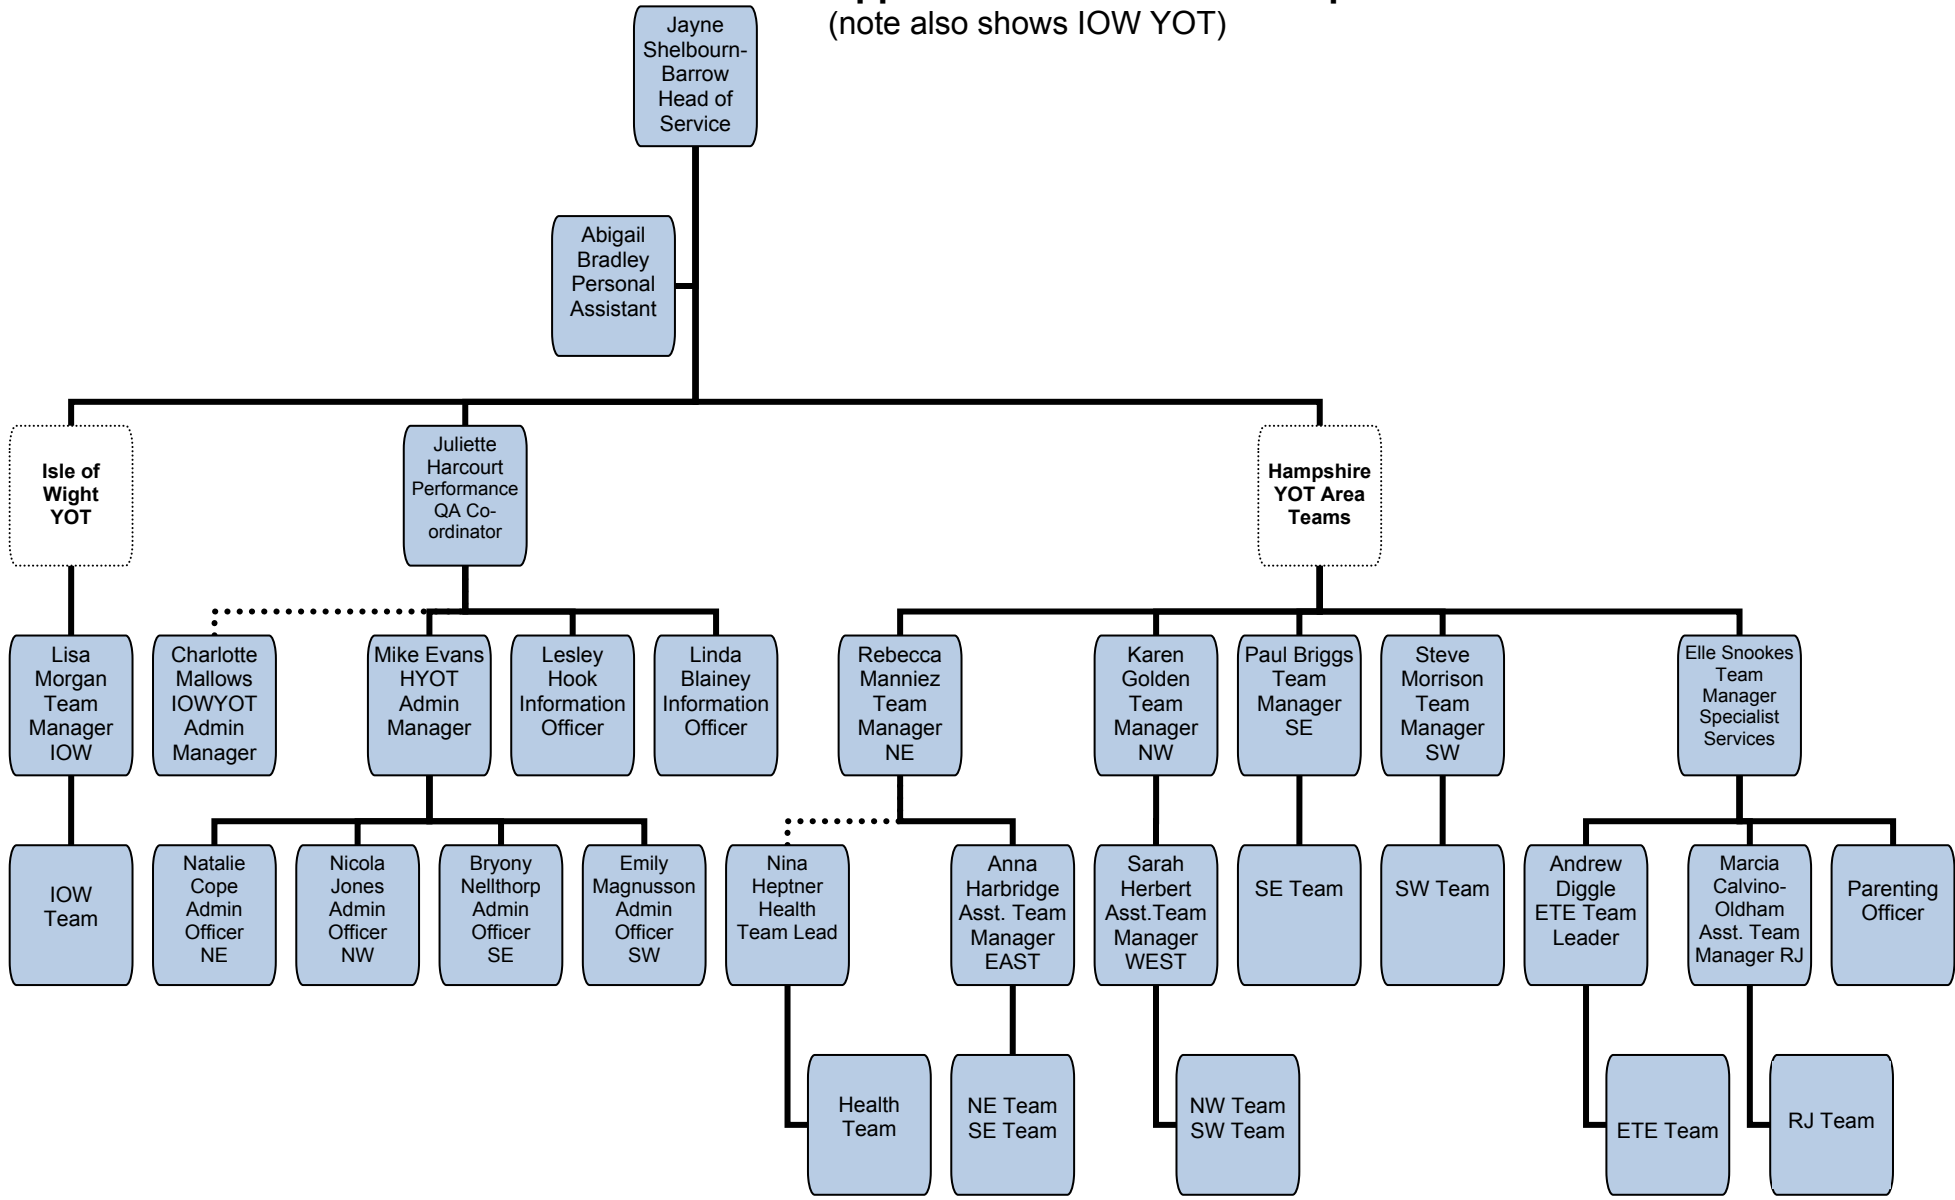 (note also shows IOW YOT)
Jayne
Shelbourn-
Barrow
Head of
Service
Abigail
Bradley
Personal
Assistant
Isle of
Wight
YOT
Juliette
Harcourt
Performance
QA Co-
ordinator
Hampshire
YOT Area
Teams
Lisa
Morgan
Team
Manager
IOW
Charlotte
Mallows
IOWYOT
Admin
Manager
Mike Evans
HYOT
Admin
Manager
Lesley
Hook
Information
Officer
Linda
Blainey
Information
Officer
Rebecca
Manniez
Team
Manager
NE
Karen
Golden
Team
Manager
NW
Paul Briggs
Team
Manager
SE
Steve
Morrison
Team
Manager
SW
Elle Snookes
Team
Manager
Specialist
Services
IOW
Team
Natalie
Cope
Admin
Officer
NE
Nicola
Jones
Admin
Officer
NW
Bryony
Nellthorp
Admin
Officer
SE
Emily
Magnusson
Admin
Officer
SW
Nina
Heptner
Health
Team Lead
Anna
Harbridge
Asst. Team
Manager
EAST
Sarah
Herbert
Asst.Team
Manager
WEST
SE Team
SW Team
Andrew
Diggle
ETE Team
Leader
Marcia
Calvino-
Oldham
Asst. Team
Manager RJ
Parenting
Officer
Health
Team
NE Team
SE Team
NW Team
SW Team
ETE Team
RJ Team